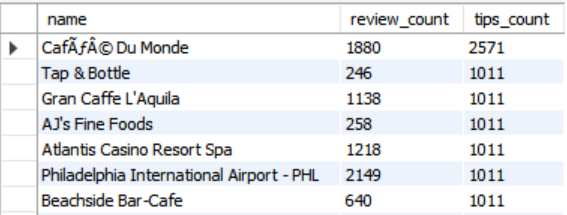 name review_count tips_count
CafÃƒÂ© Du Monde 1880 2571
Tap & Bottle 246 1011
Gran Caffe L'Aquila 1138 1011
AJ's Fine Foods 258 1011
Atlantis Casino Resort Spa 1218 1011
Philadelphia International Airport - PHL 2149 1011
Beachside Bar-Cafe 640 1011